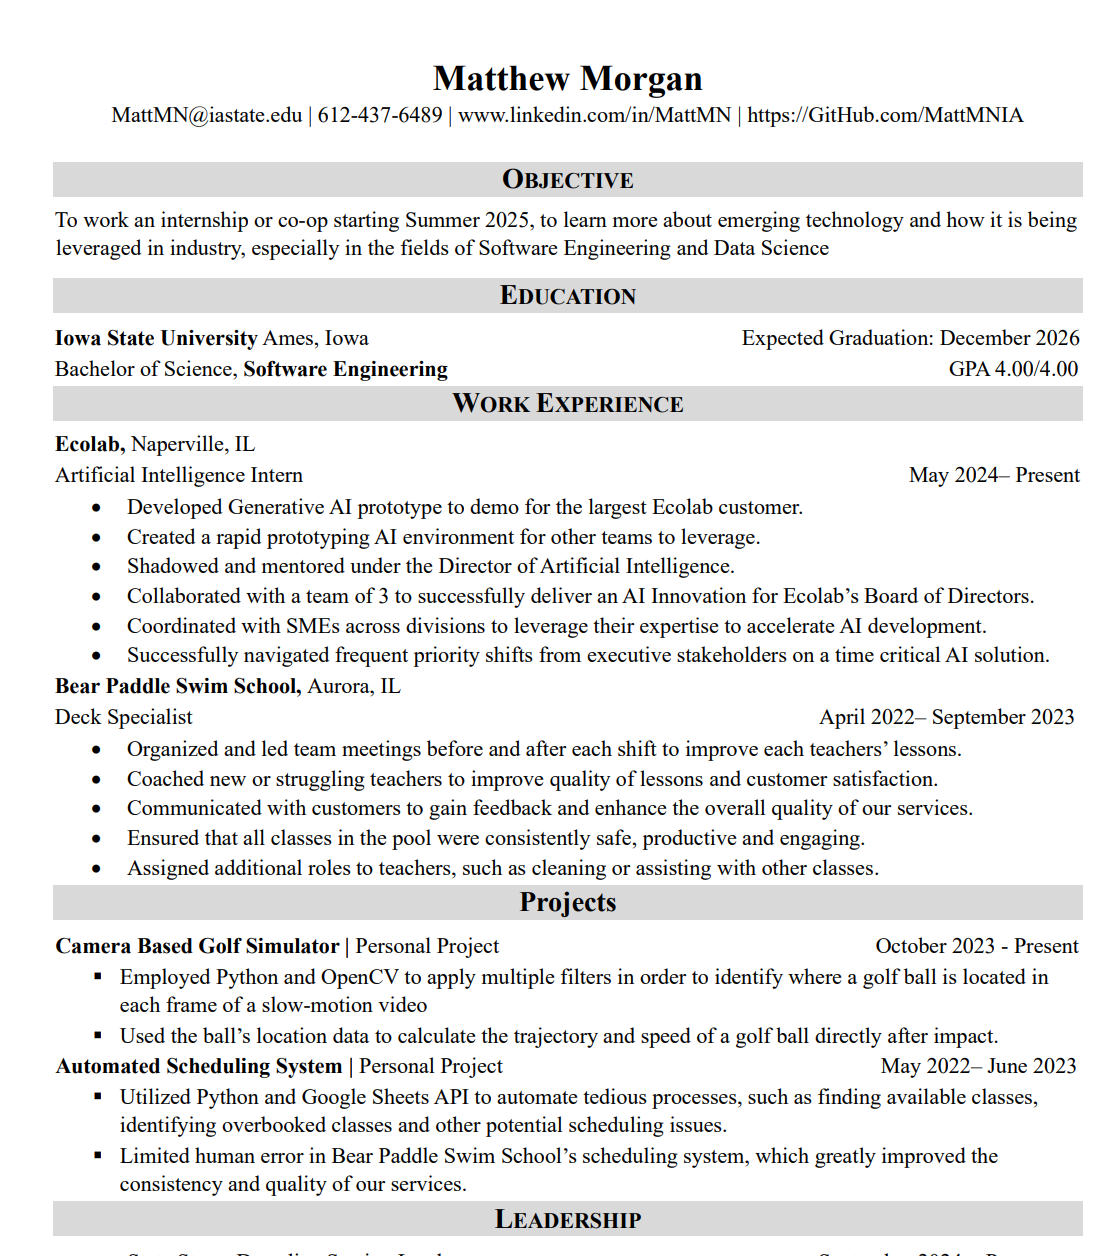 Matthew Morgan
MattMN@iastate.edu | 612-437-6489 | www.linkedin.com/in/MattMN | https://GitHub.com/MattMNIA
OBJECTIVE
To work an internship or co-op starting Summer 2025, to learn more about emerging technology and how it is being
leveraged in industry, especially in the fields of Software Engineering and Data Science
EDUCATION
Iowa State University Ames, Iowa Expected Graduation: December 2026
Bachelor of Science, Software Engineering GPA 4.00/4.00
WORK EXPERIENCE
Ecolab, Naperville, IL
Artificial Intelligence Intern May 2024– Present
• Developed Generative AI prototype to demo for the largest Ecolab customer.
• Created a rapid prototyping AI environment for other teams to leverage.
• Shadowed and mentored under the Director of Artificial Intelligence.
• Collaborated with a team of 3 to successfully deliver an AI Innovation for Ecolab’s Board of Directors.
• Coordinated with SMEs across divisions to leverage their expertise to accelerate AI development.
• Successfully navigated frequent priority shifts from executive stakeholders on a time critical AI solution.
Bear Paddle Swim School, Aurora, IL
Deck Specialist April 2022– September 2023
• Organized and led team meetings before and after each shift to improve each teachers’ lessons.
• Coached new or struggling teachers to improve quality of lessons and customer satisfaction.
• Communicated with customers to gain feedback and enhance the overall quality of our services.
• Ensured that all classes in the pool were consistently safe, productive and engaging.
• Assigned additional roles to teachers, such as cleaning or assisting with other classes.
Projects
Camera Based Golf Simulator | Personal Project October 2023 - Present
▪ Employed Python and OpenCV to apply multiple filters in order to identify where a golf ball is located in
each frame of a slow-motion video
▪ Used the ball’s location data to calculate the trajectory and speed of a golf ball directly after impact.
Automated Scheduling System | Personal Project May 2022– June 2023
▪ Utilized Python and Google Sheets API to automate tedious processes, such as finding available classes,
identifying overbooked classes and other potential scheduling issues.
▪ Limited human error in Bear Paddle Swim School’s scheduling system, which greatly improved the
consistency and quality of our services.
LEADERSHIP